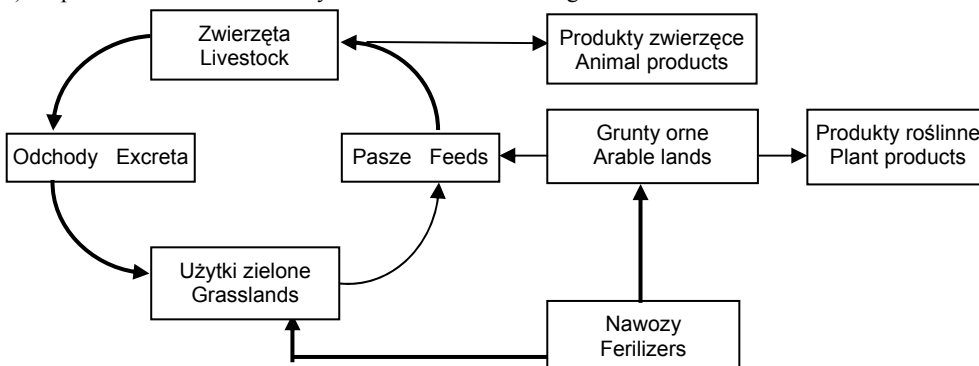 Zwierzęta
Livestock
Produkty zwierzęce
Animal products
Odchody Excreta
Pasze Feeds
Grunty orne
Arable lands
Produkty roślinne
Plant products
Użytki zielone
Grasslands
Nawozy
Ferilizers